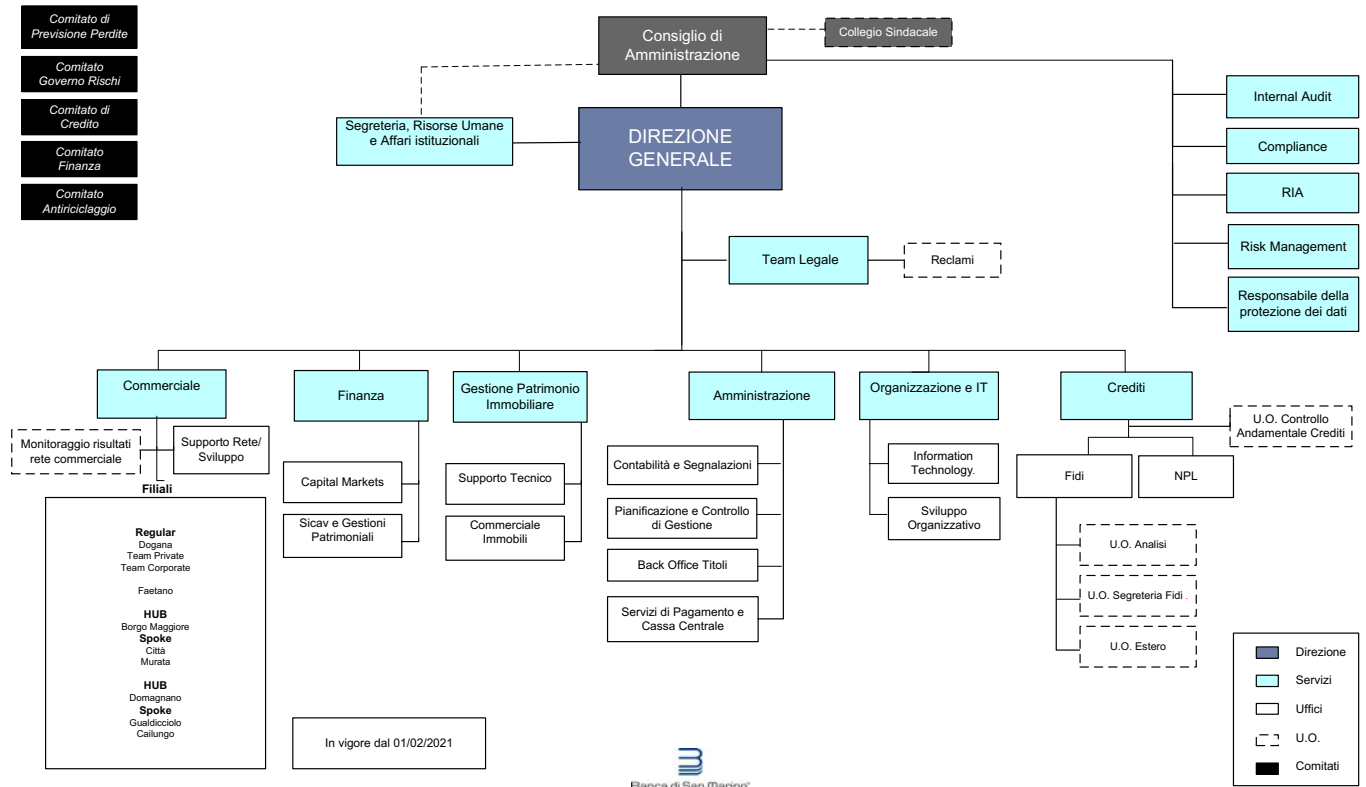 Comitato di
Previsione Perdite
Comitato
Governo Rischi
Comitato di
Credito
Comitato
Finanza
Comitato
Antiriciclaggio
Consiglio di
Amministrazione
Collegio Sindacale
Segreteria, Risorse Umane
e Affari istituzionali
DIREZIONE
GENERALE
Internal Audit
Compliance
RIA
Risk Management
Responsabile della
protezione dei dati
Team Legale
Reclami
Commerciale
Finanza
Gestione Patrimonio
Immobiliare
Amministrazione
Organizzazione e IT
Crediti
Monitoraggio risultati
rete commerciale
Supporto Rete/
Sviluppo
Filiali
Regular
Dogana
Team Private
Team Corporate
Faetano
HUB
Borgo Maggiore
Spoke
Città
Murata
HUB
Domagnano
Spoke
Gualdicciolo
Cailungo
Capital Markets
Sicav e Gestioni
Patrimoniali
Supporto Tecnico
Commerciale
Immobili
Contabilità e Segnalazioni
Pianificazione e Controllo
di Gestione
Back Office Titoli
Servizi di Pagamento e
Cassa Centrale
Information
Technology.
Sviluppo
Organizzativo
U.O. Controllo
Andamentale Crediti
Fidi
NPL
U.O. Analisi
U.O. Segreteria Fidi .
U.O. Estero
In vigore dal 01/02/2021
Banca di San Marino
Direzione
Servizi
Uffici
U.O.
Comitati